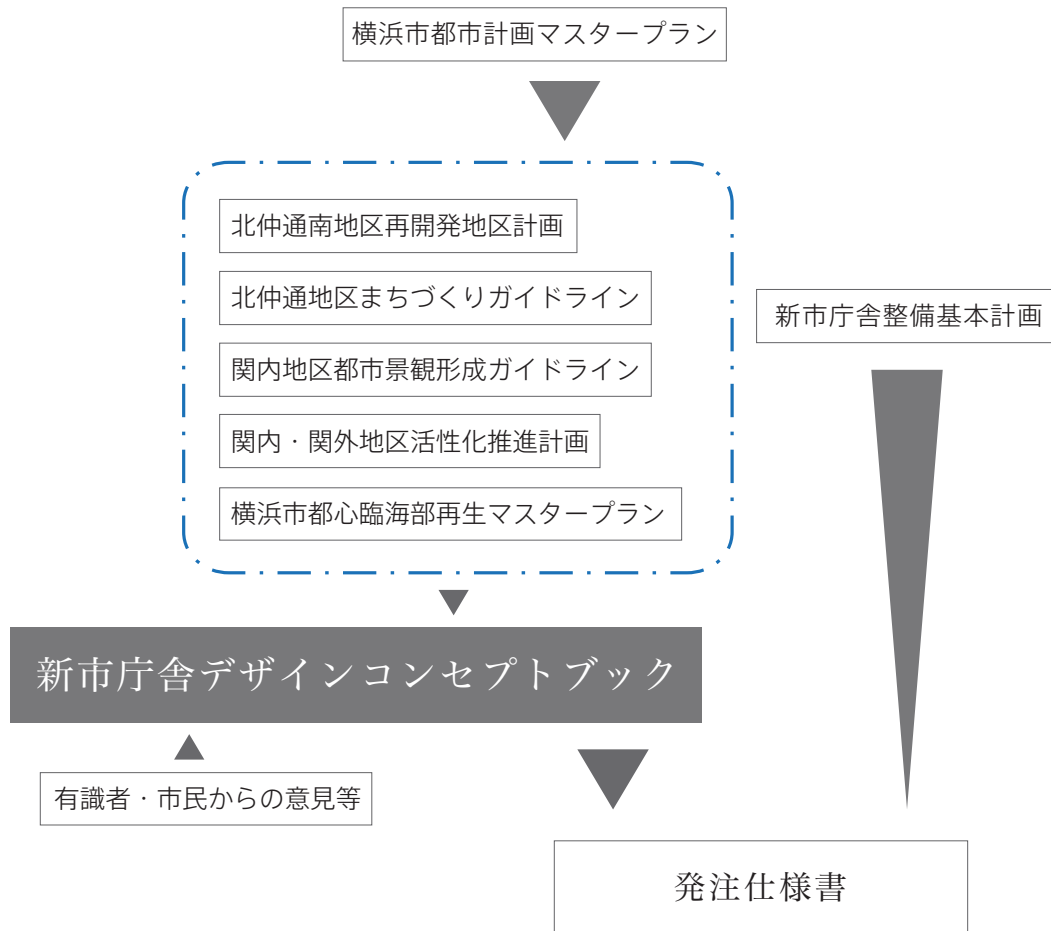 横浜市都市計画マスタープラン
北仲通南地区再開発地区計画
北仲通地区まちづくりガイドライン
関内地区都市景観形成ガイドライン
関内・関外地区活性化推進計画
横浜市都心臨海部再生マスタープラン
新市庁舎整備基本計画
新市庁舎デザインコンセプトブック
有識者・市民からの意見等
発注仕様書